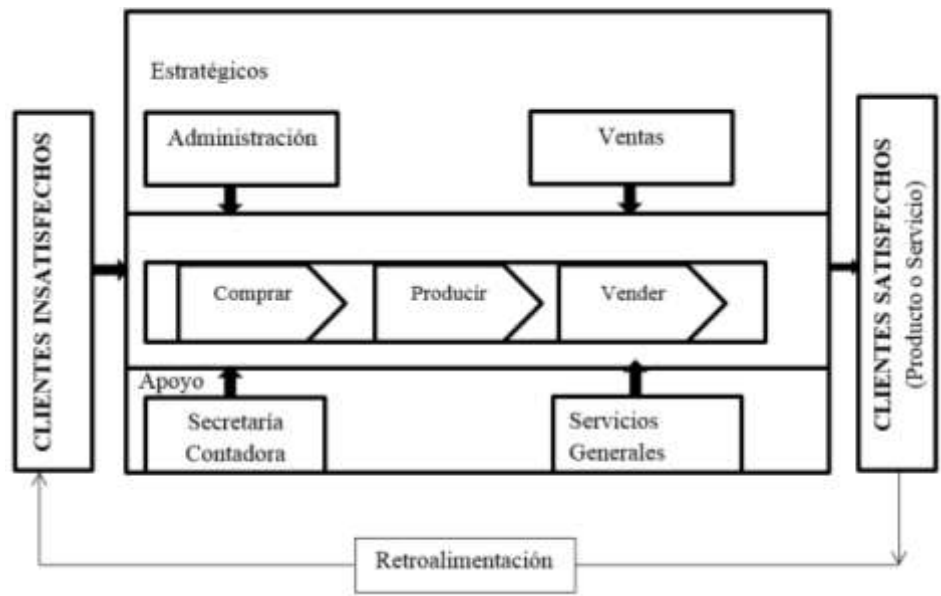 Estratégicos
Administración
Ventas
CLIENTES INSATISFECHOS
Comprar
Producir
Vender
CLIENTES SATISFECHOS
(Producto o Servicio)
Apoyo
Secretaría
Contadora
Servicios
Generales
Retroalimentación